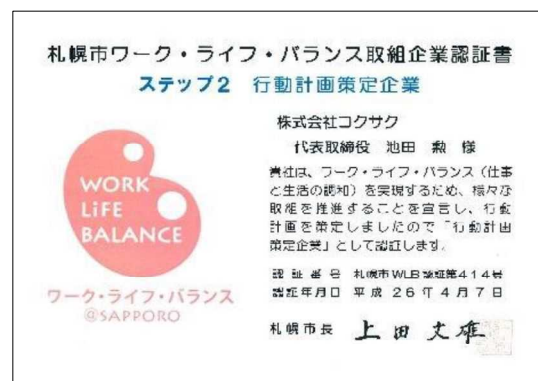 札幌市ワーク・ライフ・バランス取組企業認証書
ステップ2 行動計画策定企業
株式会社コクサク
代表取締役 池田 勲 様
貴社は、ワーク・ライフ・バランス（仕事
と生活の調和）を実現するため、様々な
取組を推進することを宣言し、行動
計画を策定しましたので「行動計画
策定企業」として認証します。
WORK
LiFE
BALANCE
ワーク・ライフ・バランス
@SAPPORO
認証番号 札幌市WLB認証第414号
認証年月日 平成26年4月7日
札幌市長 上田文雄